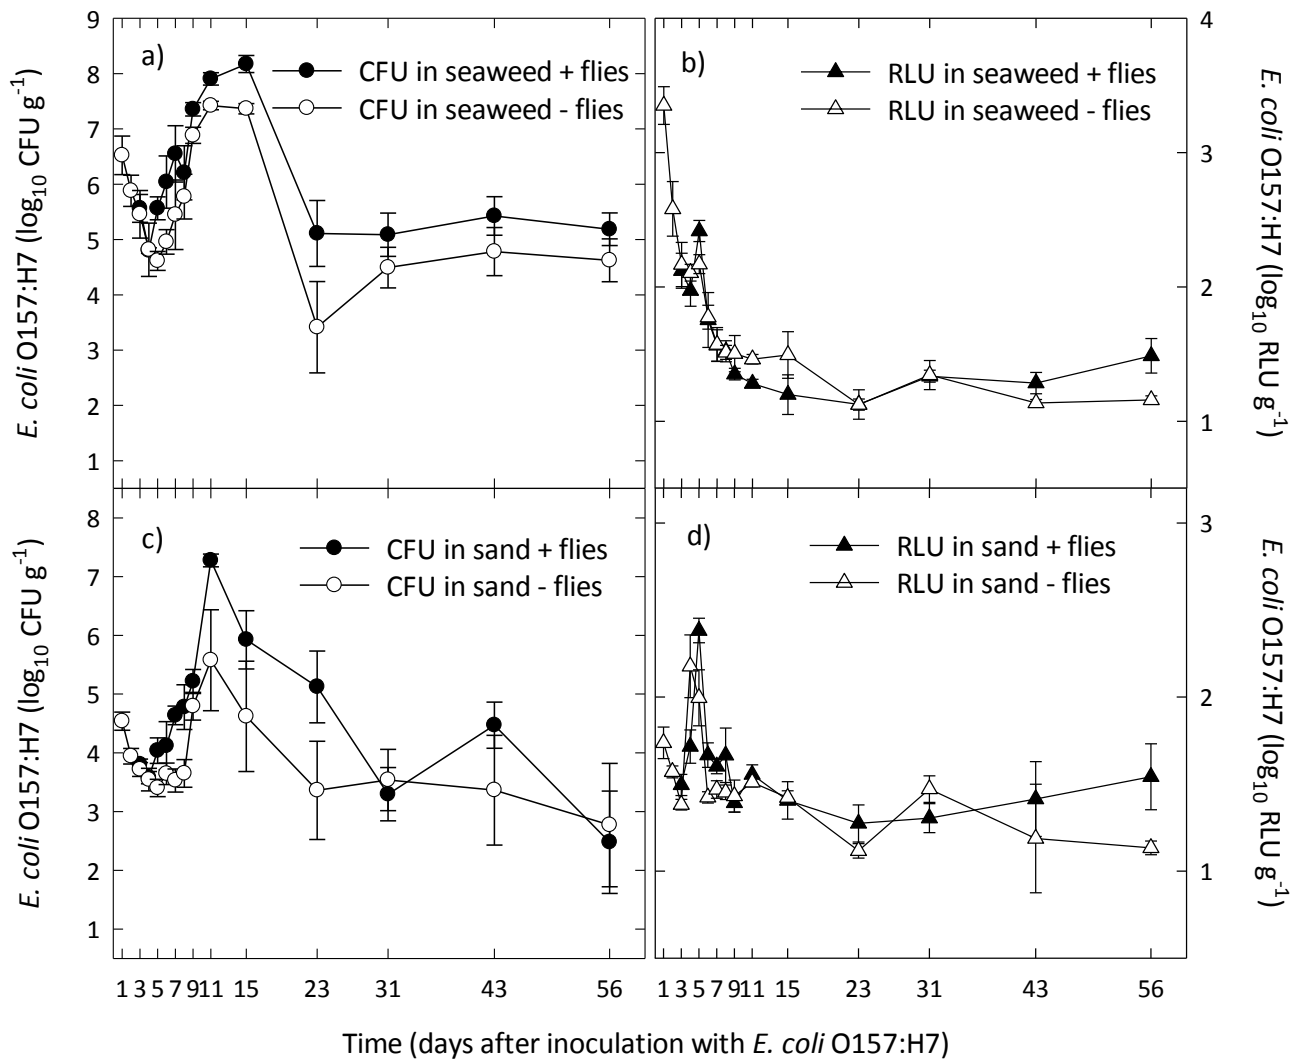 a)
CFU in seaweed + flies
CFU in seaweed - flies
9
8
7
6
5
4
3
2
1
E. coli O157:H7 (log10 CFU g-1)
b)
RLU in seaweed + flies
RLU in seaweed - flies
4
3
2
1
E. coli O157:H7 (log10 RLU g-1)
c)
CFU in sand + flies
CFU in sand - flies
8
7
6
5
4
3
2
1
E. coli O157:H7 (log10 CFU g-1)
d)
RLU in sand + flies
RLU in sand - flies
3
2
1
E. coli O157:H7 (log10 RLU g-1)
1 3 5 7 9 11 15 23 31 43 56
1 3 5 7 9 11 15 23 31 43 56
Time (days after inoculation with E. coli O157:H7)